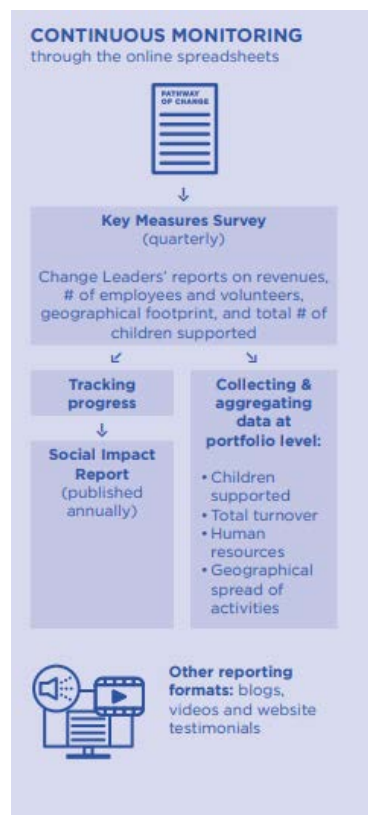 CONTINUOUS MONITORING
through the online spreadsheets
PATHWAY
OF CHANGE
Key Measures Survey
(quarterly)
Change Leaders' reports on revenues,
# of employees and volunteers,
geographical footprint, and total # of
children supported
Tracking
progress
Social Impact
Report
(published
annually)
Collecting &
aggregating
data at
portfolio level:
• Children
supported
• Total turnover
• Human
resources
• Geographical
spread of
activities
Other reporting
formats: blogs,
videos and website
testimonials